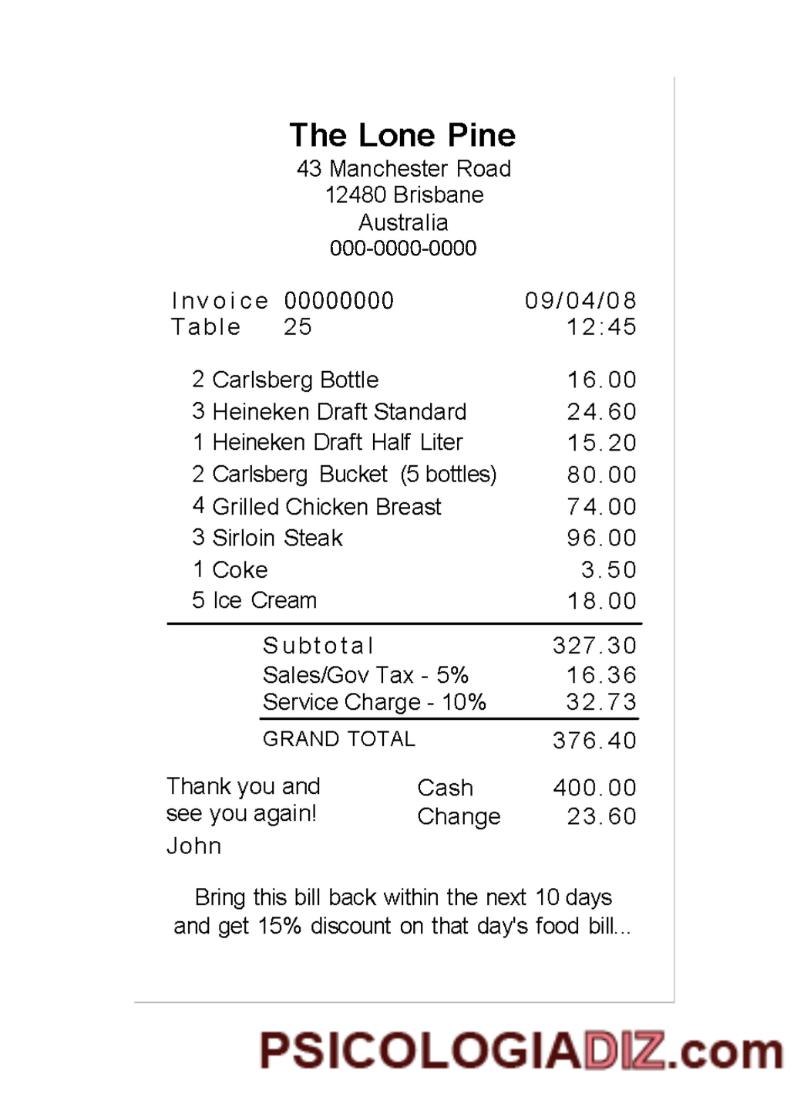 The Lone Pine
43 Manchester Road
12480 Brisbane
Australia
000-0000-0000
Invoice 00000000 09/04/08
Table 25 12:45
2 Carlsberg Bottle 16.00
3 Heineken Draft Standard 24.60
1 Heineken Draft Half Liter 15.20
2 Carlsberg Bucket (5 bottles) 80.00
4 Grilled Chicken Breast 74.00
3 Sirloin Steak 96.00
1 Coke 3.50
5 Ice Cream 18.00
Subtotal 327.30
Sales/Gov Tax - 5% 16.36
Service Charge - 10% 32.73
GRAND TOTAL 376.40
Thank you and Cash 400.00
see you again! Change 23.60
John
Bring this bill back within the next 10 days
and get 15% discount on that day's food bill...
PSICOLOGIADIZ.com